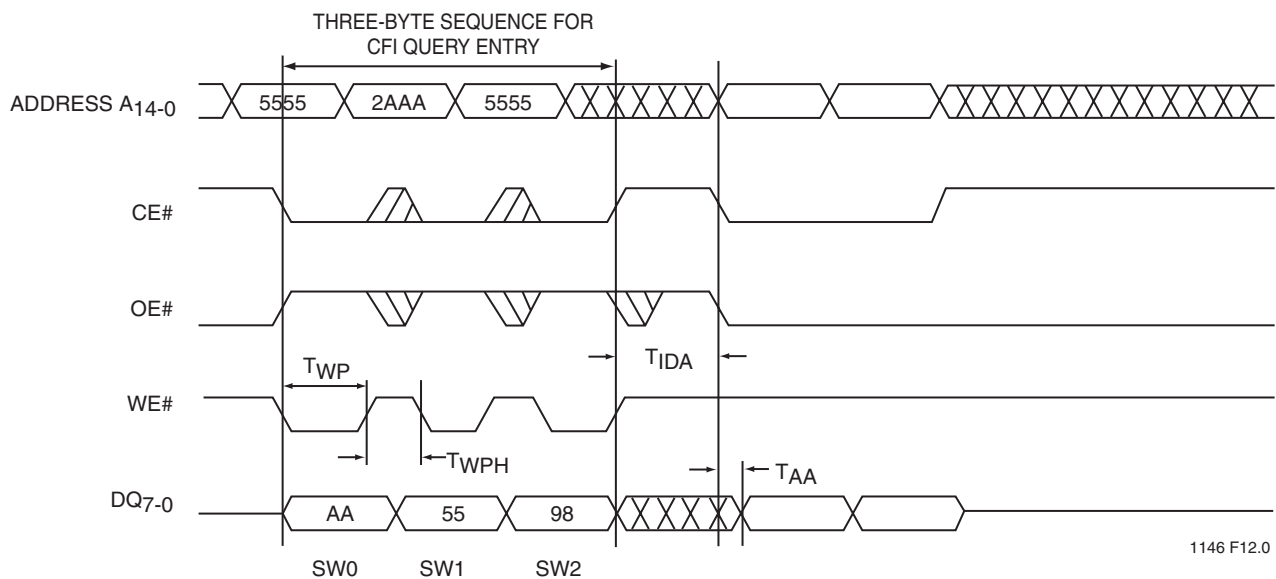 THREE-BYTE SEQUENCE FOR
CFI QUERY ENTRY
ADDRESS A14-0
5555 2AAA 5555
CE#
OE#
TIDA
TWP
WE#
TWPH
TAA
DQ7-0
AA 55 98
SW0 SW1 SW2
1146 F12.0